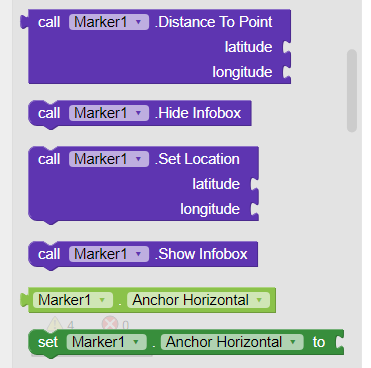 call Marker1 .Distance To Point
latitude
longitude
call Marker1 .Hide Infobox
call Marker1 .Set Location
latitude
longitude
call Marker1 .Show Infobox
Marker1 . Anchor Horizontal
4 0
set Marker1 . Anchor Horizontal to